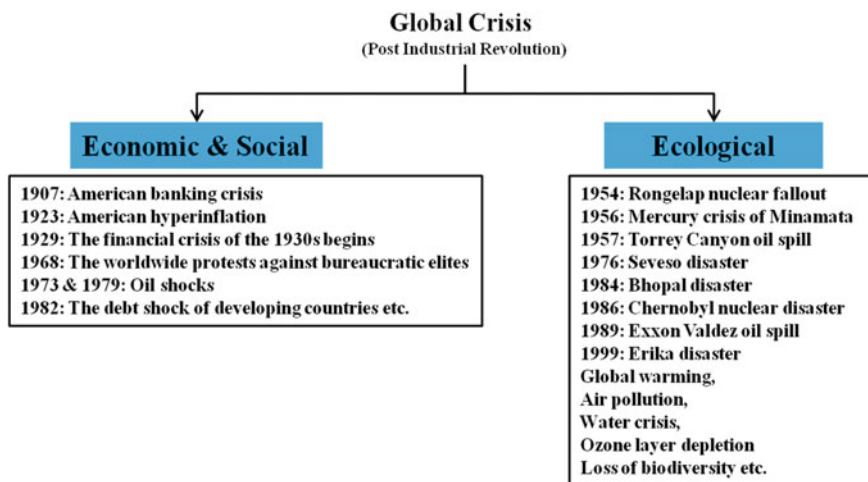 Global Crisis
(Post Industrial Revolution)
Economic & Social
1907: American banking crisis
1923: American hyperinflation
1929: The financial crisis of the 1930s begins
1968: The worldwide protests against bureaucratic elites
1973 & 1979: Oil shocks
1982: The debt shock of developing countries etc.
Ecological
1954: Rongelap nuclear fallout
1956: Mercury crisis of Minamata
1957: Torrey Canyon oil spill
1976: Seveso disaster
1984: Bhopal disaster
1986: Chernobyl nuclear disaster
1989: Exxon Valdez oil spill
1999: Erika disaster
Global warming,
Air pollution,
Water crisis,
Ozone layer depletion
Loss of biodiversity etc.